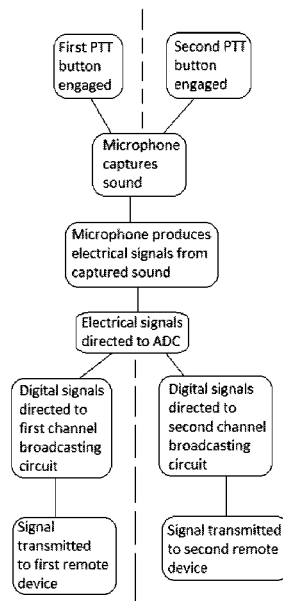 First PTT
button
engaged
Second PTT
button
engaged
Microphone
captures
sound
Microphone produces
electrical signals from
captured sound
Electrical signals
directed to ADC
Digital signals
directed to
first channel
broadcasting
circuit
Digital signals
directed to
second channel
broadcasting
circuit
Signal
transmitted
to first remote
device
Signal transmitted
to second remote
device